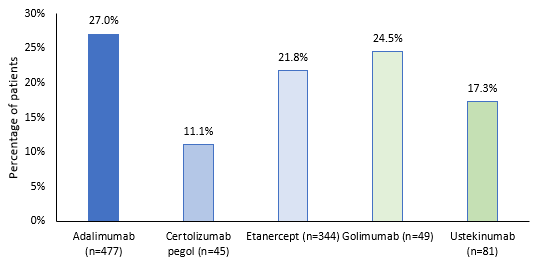 30%
25%
20%
15%
10%
5%
0%
Percentage of patients
27.0%
11.1%
21.8%
24.5%
17.3%
Adalimumab
(n=477)
Certolizumab
pegol (n=45)
Etanercept (n=344)
Golimumab (n=49)
Ustekinumab
(n=81)